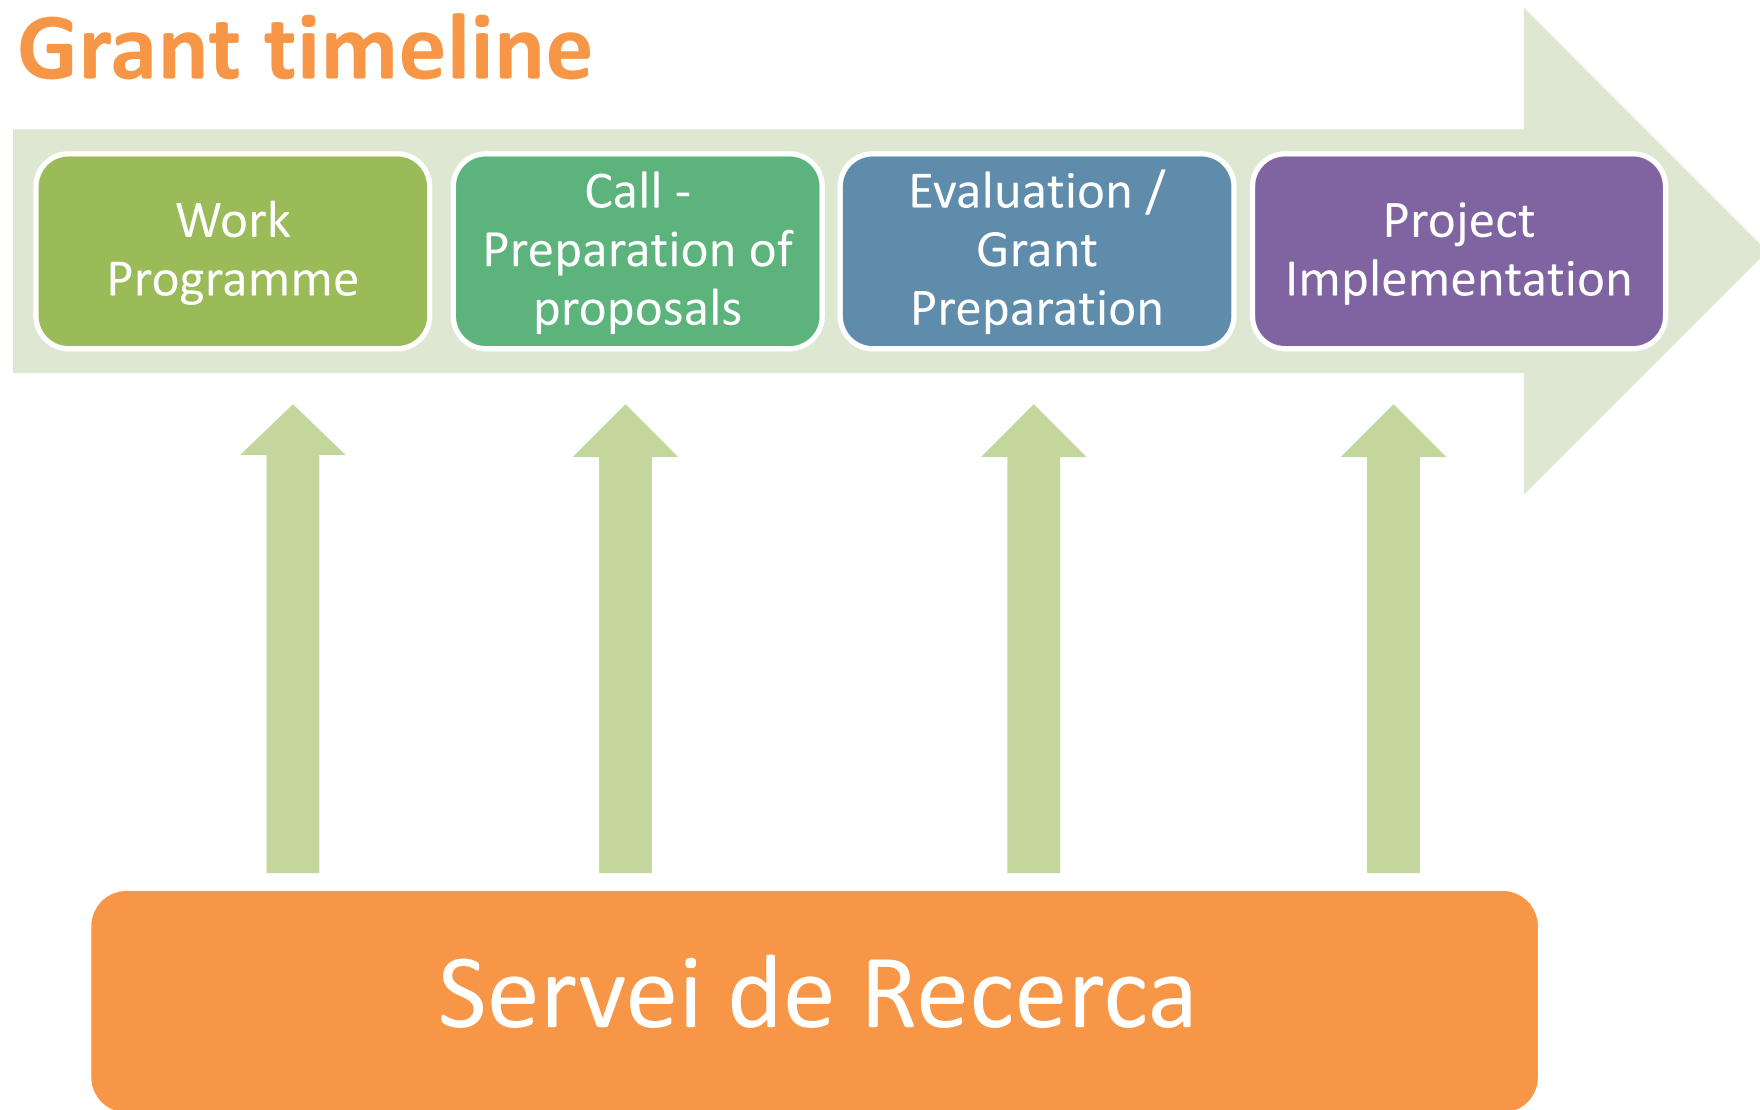 Grant timeline
Work
Programme
Call -
Preparation of
proposals
Evaluation /
Grant
Preparation
Project
Implementation
Servei de Recerca